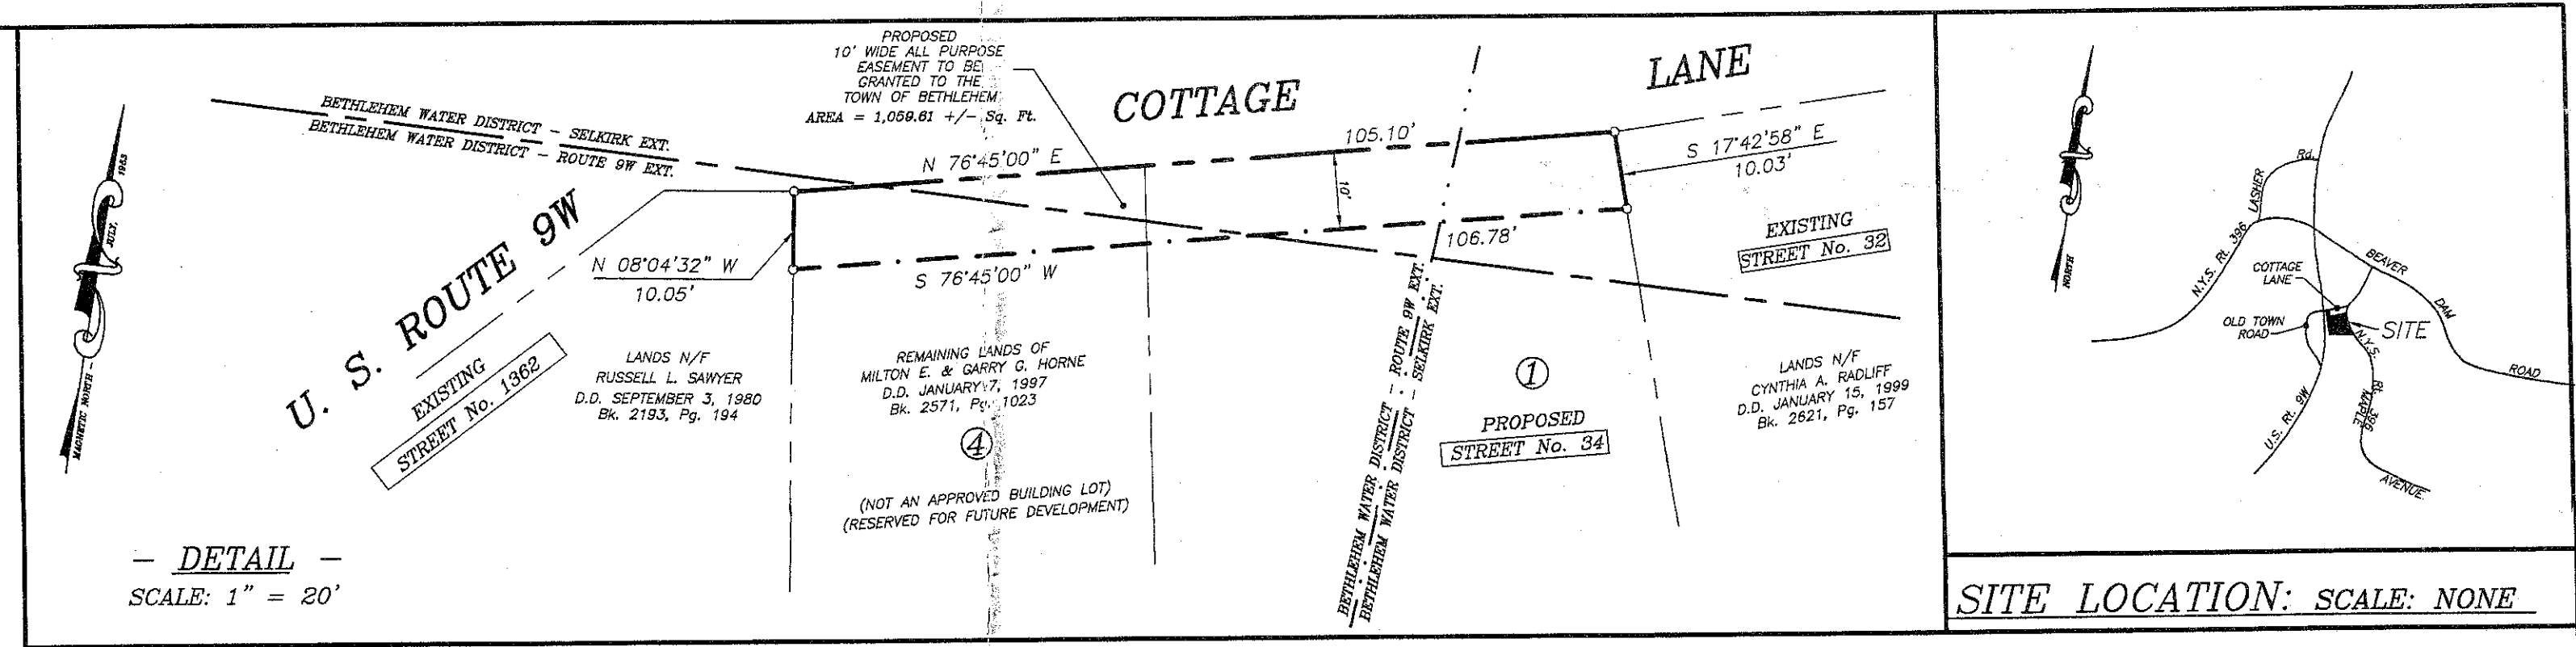 PROPOSED
10' WIDE ALL PURPOSE
EASEMENT TO BE
GRANTED TO THE
TOWN OF BETHLEHEM
AREA = 1,059.61 +/- Sq. Ft.
COTTAGE
LANE
BETHLEHEM WATER DISTRICT - SELKIRK EXT.
BETHLEHEM WATER DISTRICT - ROUTE 9W EXT.
N 76°45'00" E
105.10'
S 17°42'58" E
10.03'
10'
U. S. ROUTE 9W
N 08°04'32" W
10.05'
S 76°45'00" W
106.78'
EXISTING
STREET No. 32
EXISTING
STREET No. 1362
LANDS N/F
RUSSELL L. SAWYER
D.D. SEPTEMBER 3, 1980
Bk. 2193, Pg. 194
REMAINING LANDS OF
MILTON E. & GARRY G. HORNE
D.D. JANUARY 7, 1997
Bk. 2571, Pg. 1023
4
(NOT AN APPROVED BUILDING LOT)
(RESERVED FOR FUTURE DEVELOPMENT)
BETHLEHEM WATER DISTRICT - ROUTE 9W EXT.
BETHLEHEM WATER DISTRICT - SELKIRK EXT.
1
PROPOSED
STREET No. 34
LANDS N/F
CYNTHIA A. RADLIFF
D.D. JANUARY 15, 1999
Bk. 2621, Pg. 157
MAGNETIC NORTH - JULY, 1983
- DETAIL -
SCALE: 1" = 20'
NORTH
LASHER Rd.
N.Y.S. Rt. 396
BEAVER DAM ROAD
COTTAGE
LANE
OLD TOWN
ROAD
SITE
N.Y.S. Rt. 396
MAPLE AVENUE
U.S. Rt. 9W
SITE LOCATION: SCALE: NONE